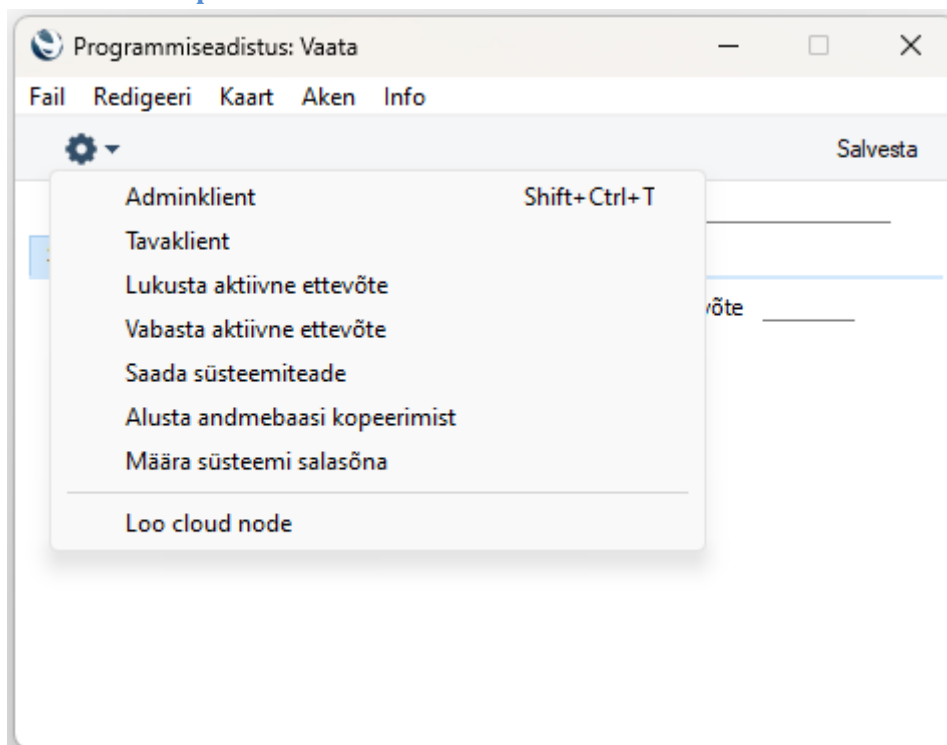 Programmiseadistus: Vaata
Fail Redigeeri Kaart Aken Info
Salvesta
Adminklient Shift+Ctrl+T
Tavaklient
Lukusta aktiivne ettevõte
Vabasta aktiivne ettevõte
Saada süsteemiteade
Alusta andmebaasi kopeerimist
Määra süsteemi salasõna
Loo cloud node